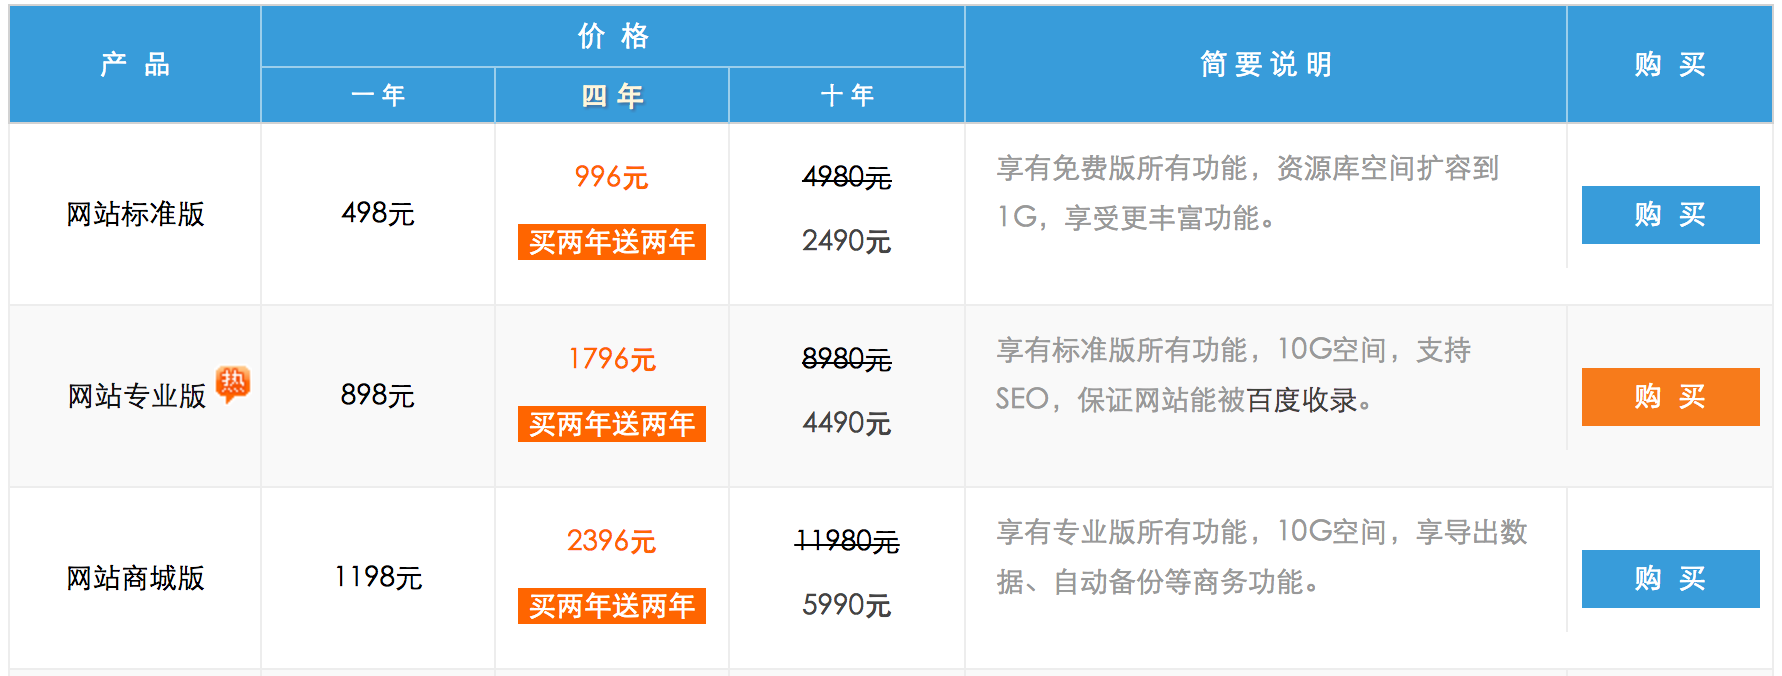 产 品
价 格
一 年
四 年
十 年
简 要 说 明
购 买
网站标准版
498元
996元
买两年送两年
4980元
2490元
享有免费版所有功能，资源库空间扩容到
1G，享受更丰富功能。
购 买
网站专业版
热
898元
1796元
买两年送两年
8980元
4490元
享有标准版所有功能，10G空间，支持
SEO，保证网站能被百度收录。
购 买
网站商城版
1198元
2396元
买两年送两年
11980元
5990元
享有专业版所有功能，10G空间，享导出数
据、自动备份等商务功能。
购 买